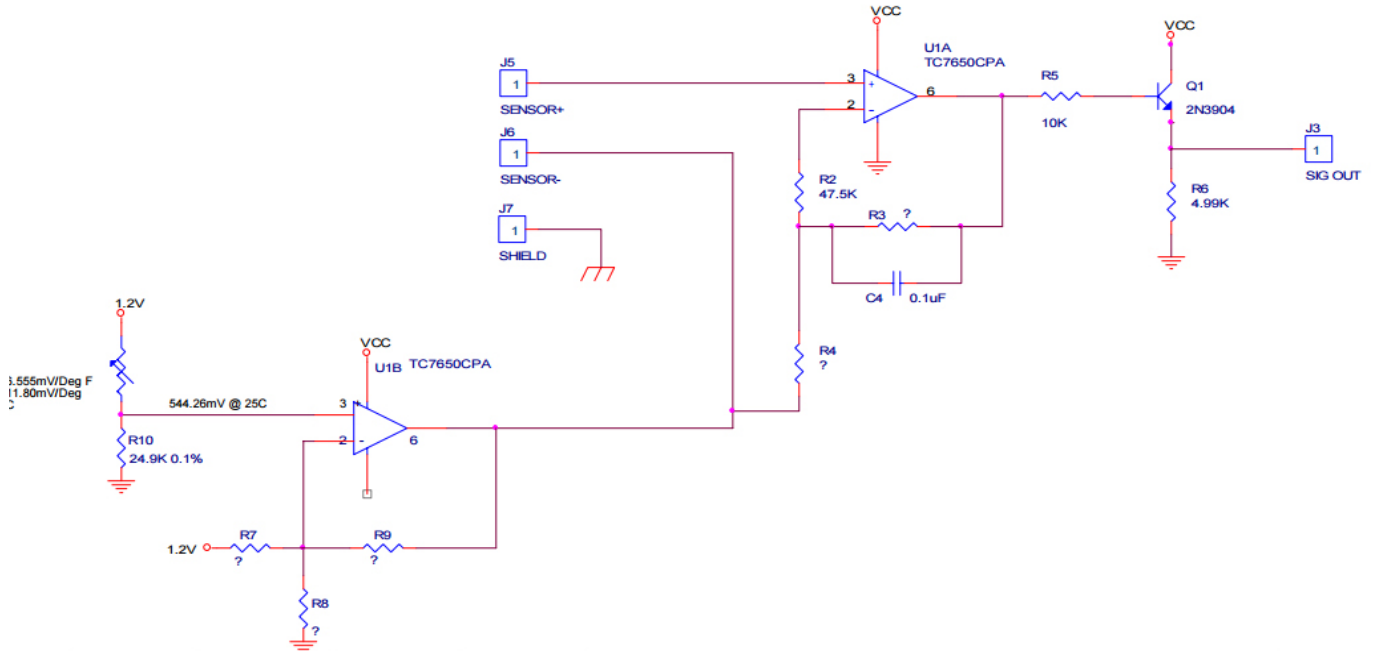 VCC
VCC
U1A
TC7650CPA
J5
1
SENSOR+
3
+
2
-
6
R5
10K
Q1
2N3904
J6
1
SENSOR-
J3
1
SIG OUT
R2
47.5K
R6
4.99K
J7
1
SHIELD
R3
?
C4
0.1uF
1.2V
VCC
U1B
TC7650CPA
R4
?
.555mV/Deg F
1.80mV/Deg
C
544.26mV @ 25C
3
+
2
-
6
R10
24.9K 0.1%
1.2V
R7
?
R9
?
R8
?